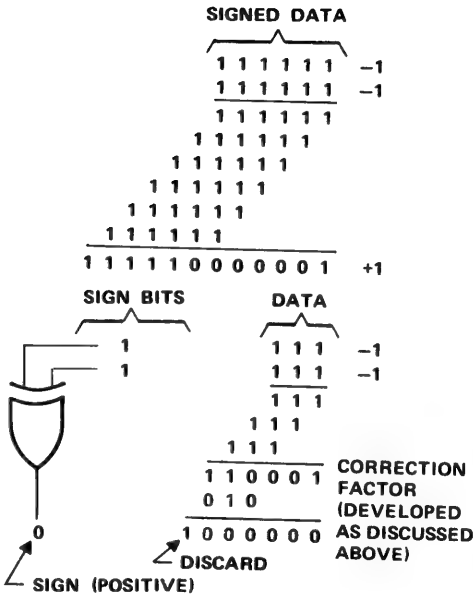 SIGNED DATA
1 1 1 1 1 1 −1
1 1 1 1 1 1 −1
1 1 1 1 1 1
1 1 1 1 1 1
1 1 1 1 1 1
1 1 1 1 1 1
1 1 1 1 1 1
1 1 1 1 1 1
1 1 1 1 1 0 0 0 0 0 0 1 +1
SIGN BITS DATA
1 1 1 1 −1
1 1 1 1 −1
1 1 1
1 1 1
1 1 1
1 1 0 0 0 1 CORRECTION
0 1 0 FACTOR
(DEVELOPED
0 1 0 0 0 0 0 0 AS DISCUSSED
ABOVE)
DISCARD
SIGN (POSITIVE)